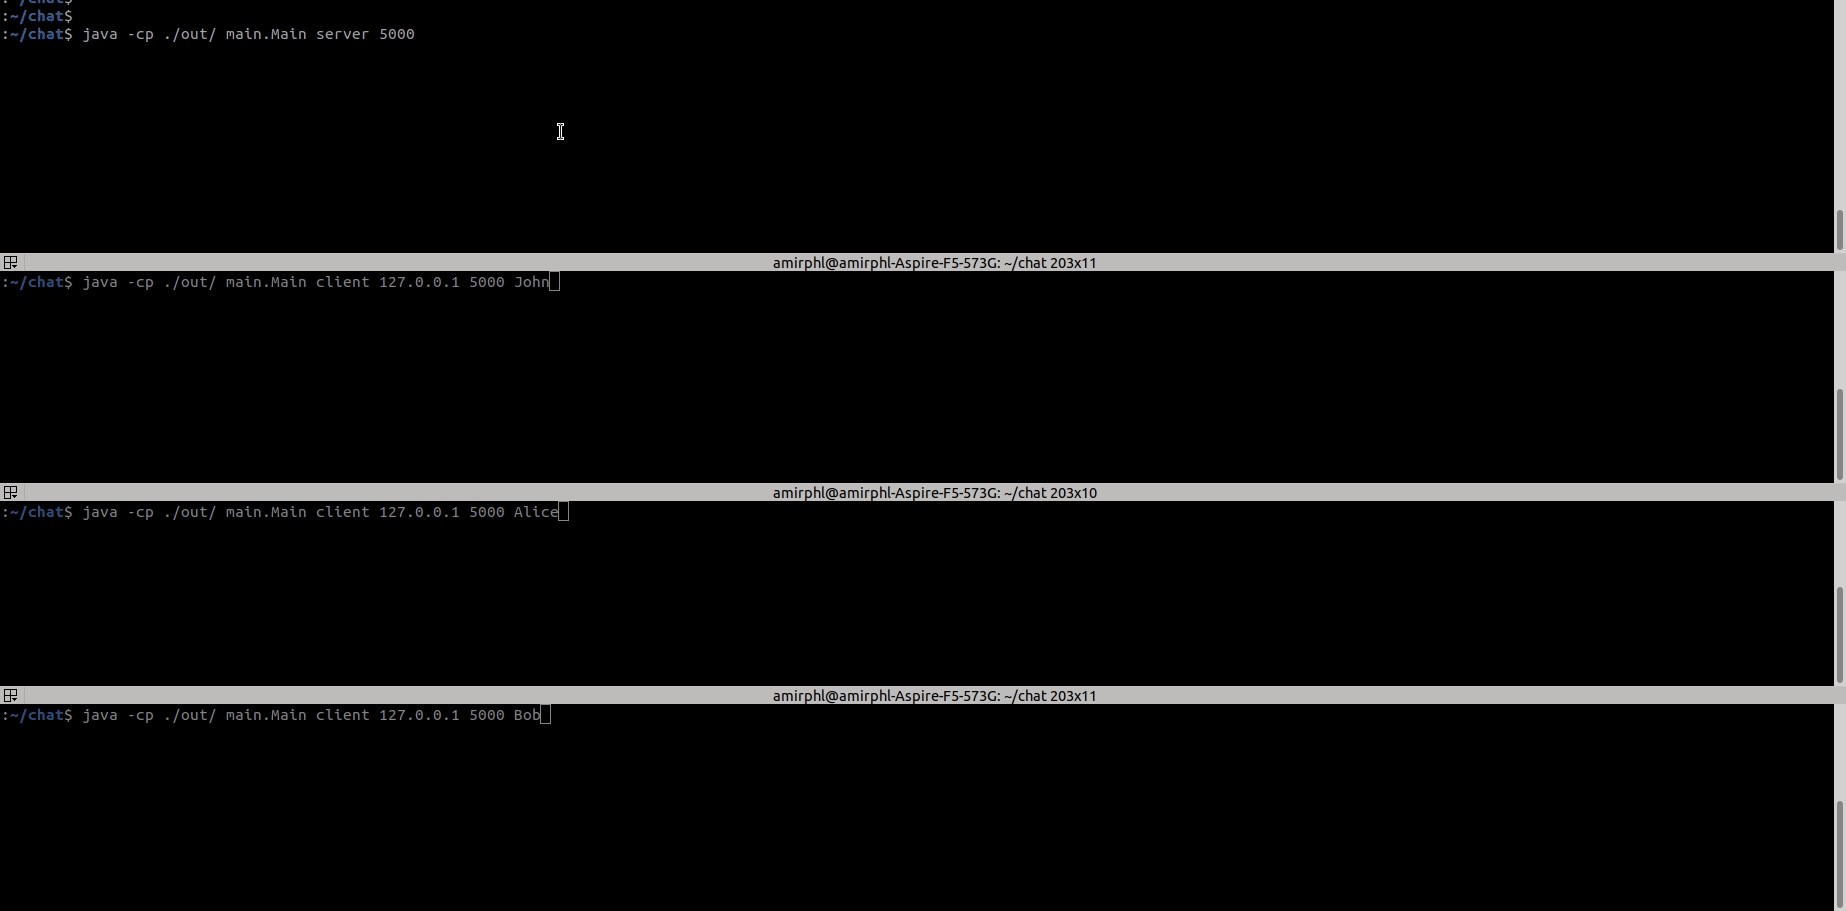 :~/chat$
:~/chat$
:~/chat$ java -cp ./out/ main.Main server 5000
amirphl@amirphl-Aspire-F5-573G: ~/chat 203x11
:~/chat$ java -cp ./out/ main.Main client 127.0.0.1 5000 John
amirphl@amirphl-Aspire-F5-573G: ~/chat 203x10
:~/chat$ java -cp ./out/ main.Main client 127.0.0.1 5000 Alice
amirphl@amirphl-Aspire-F5-573G: ~/chat 203x11
:~/chat$ java -cp ./out/ main.Main client 127.0.0.1 5000 Bob